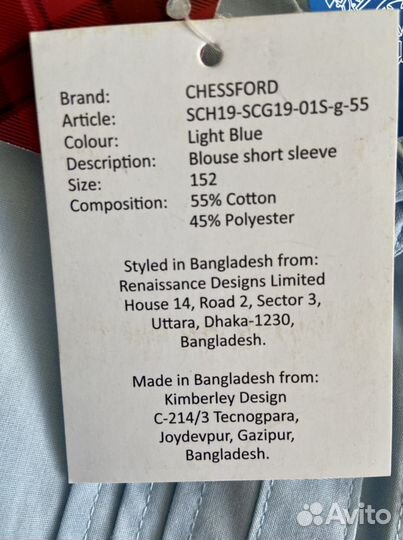 Brand: CHESSFORD
Article: SCH19-SCG19-01S-g-55
Colour: Light Blue
Description: Blouse short sleeve
Size: 152
Composition: 55% Cotton
45% Polyester
Styled in Bangladesh from:
Renaissance Designs Limited
House 14, Road 2, Sector 3,
Uttara, Dhaka-1230,
Bangladesh.
Made in Bangladesh from:
Kimberley Design
C-214/3 Tecnogpara,
Joydevpur, Gazipur,
Bangladesh.
Avito